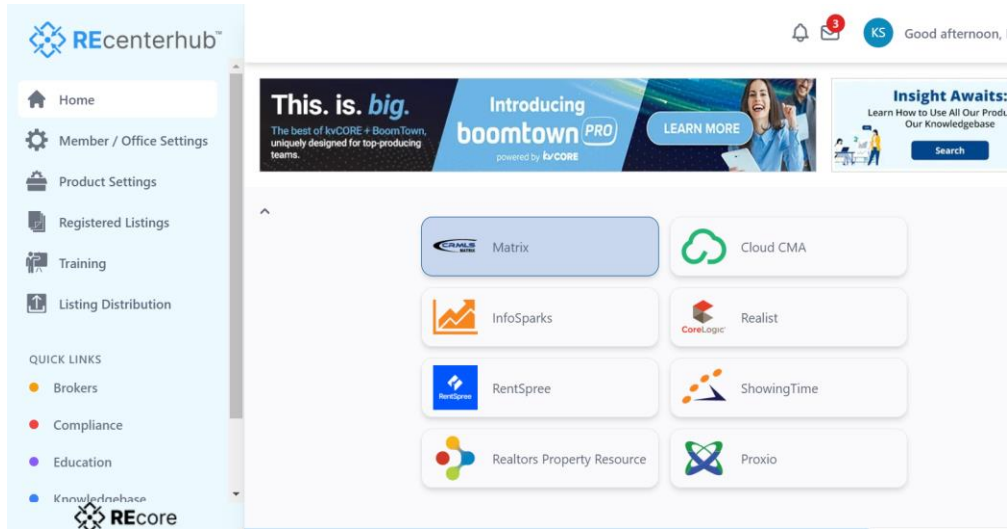 REcenterhub™
Home
Member / Office Settings
Product Settings
Registered Listings
Training
Listing Distribution
QUICK LINKS
Brokers
Compliance
Education
Knowledgebase
REcore
3
KS
Good afternoon,
This. is. big.
The best of kvCORE + BoomTown,
uniquely designed for top-producing
teams.
Introducing
boomtown PRO
powered by kvCORE
LEARN MORE
Insight Awaits:
Learn How to Use All Our Produ
Our Knowledgebase
Search
CRMLS
MATRIX
Matrix
Cloud CMA
InfoSparks
CoreLogic
Realist
RentSpree
RentSpree
ShowingTime
Realtors Property Resource
Proxio